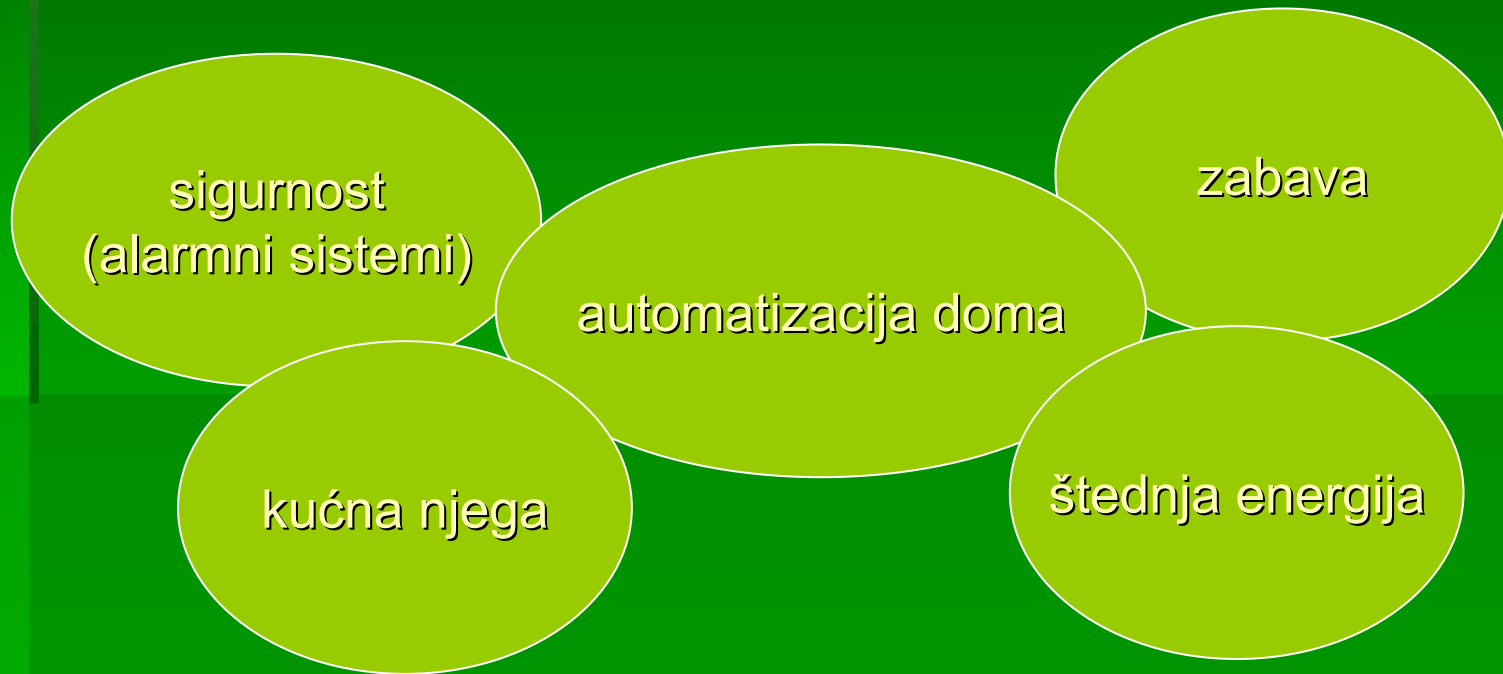 sigurnost
(alarmni sistemi)
zabava
automatizacija doma
kućna njega
štednja energija